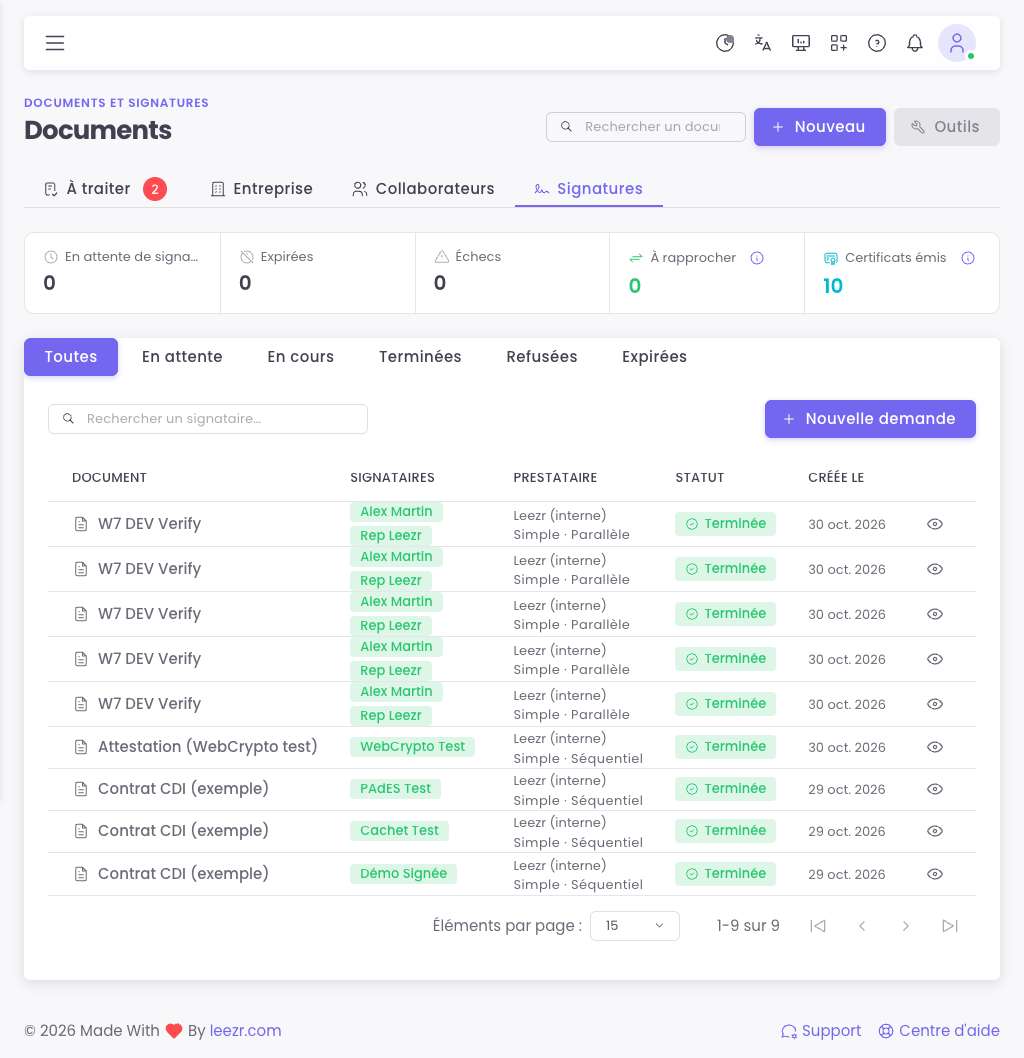 DOCUMENTS ET SIGNATURES
Documents
Rechercher un docu
Nouveau
Outils
À traiter 2
Entreprise
Collaborateurs
Signatures
En attente de signa…
0
Expirées
0
Échecs
0
À rapprocher
0
Certificats émis
10
Toutes
En attente
En cours
Terminées
Refusées
Expirées
Rechercher un signataire…
Nouvelle demande
DOCUMENT SIGNATAIRES PRESTATAIRE STATUT CRÉÉE LE
W7 DEV Verify
Alex Martin
Rep Leezr
Leezr (interne)
Simple · Parallèle
Terminée
30 oct. 2026
W7 DEV Verify
Alex Martin
Rep Leezr
Leezr (interne)
Simple · Parallèle
Terminée
30 oct. 2026
W7 DEV Verify
Alex Martin
Rep Leezr
Leezr (interne)
Simple · Parallèle
Terminée
30 oct. 2026
W7 DEV Verify
Alex Martin
Rep Leezr
Leezr (interne)
Simple · Parallèle
Terminée
30 oct. 2026
W7 DEV Verify
Alex Martin
Rep Leezr
Leezr (interne)
Simple · Parallèle
Terminée
30 oct. 2026
Attestation (WebCrypto test)
WebCrypto Test
Leezr (interne)
Simple · Séquentiel
Terminée
30 oct. 2026
Contrat CDI (exemple)
PAdES Test
Leezr (interne)
Simple · Séquentiel
Terminée
29 oct. 2026
Contrat CDI (exemple)
Cachet Test
Leezr (interne)
Simple · Séquentiel
Terminée
29 oct. 2026
Contrat CDI (exemple)
Démo Signée
Leezr (interne)
Simple · Séquentiel
Terminée
29 oct. 2026
Éléments par page : 15 1-9 sur 9
© 2026 Made With By leezr.com
Support
Centre d'aide